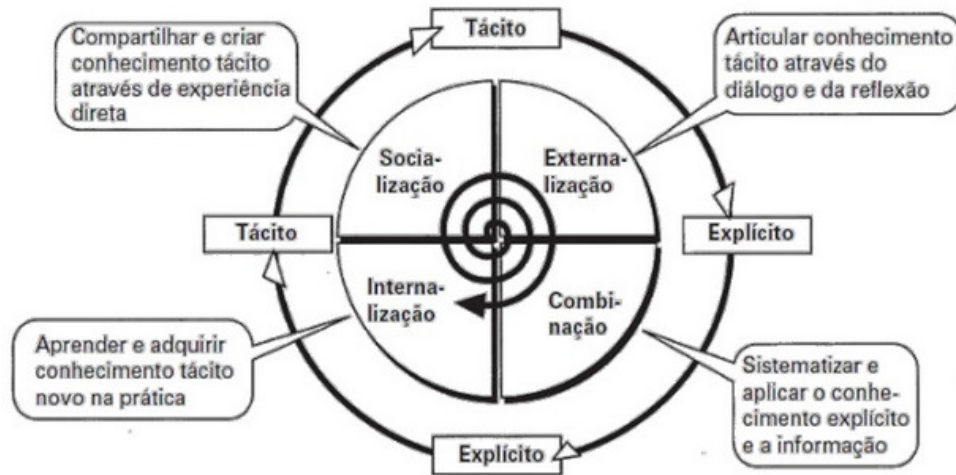 Tácito
Compartilhar e criar
conhecimento tácito
através de experiência
direta
Articular conhecimento
tácito através do
diálogo e da reflexão
Socia-
lização
Externa-
lização
Tácito
Explícito
Interna-
lização
Combi-
nação
Aprender e adquirir
conhecimento tácito
novo na prática
Sistematizar e
aplicar o conhe-
cimento explícito
e a informação
Explícito